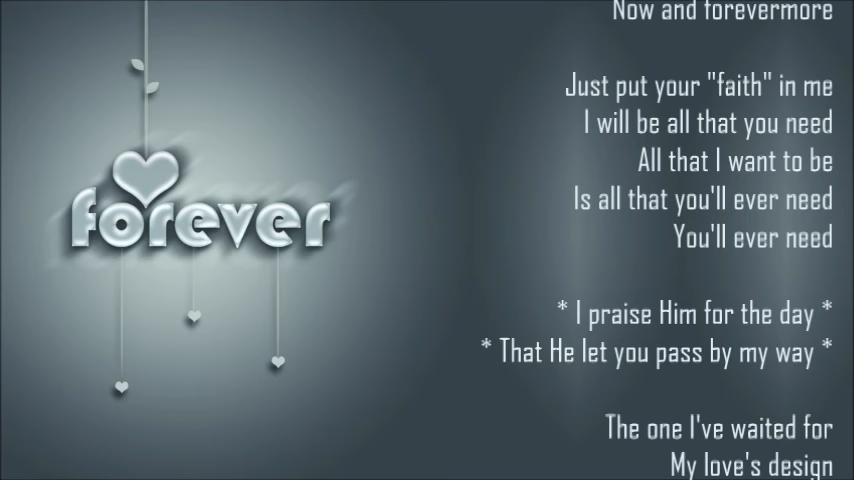 forever
Now and forevermore
Just put your "faith" in me
I will be all that you need
All that I want to be
Is all that you'll ever need
You'll ever need
* I praise Him for the day *
* That He let you pass by my way *
The one I've waited for
My love's design